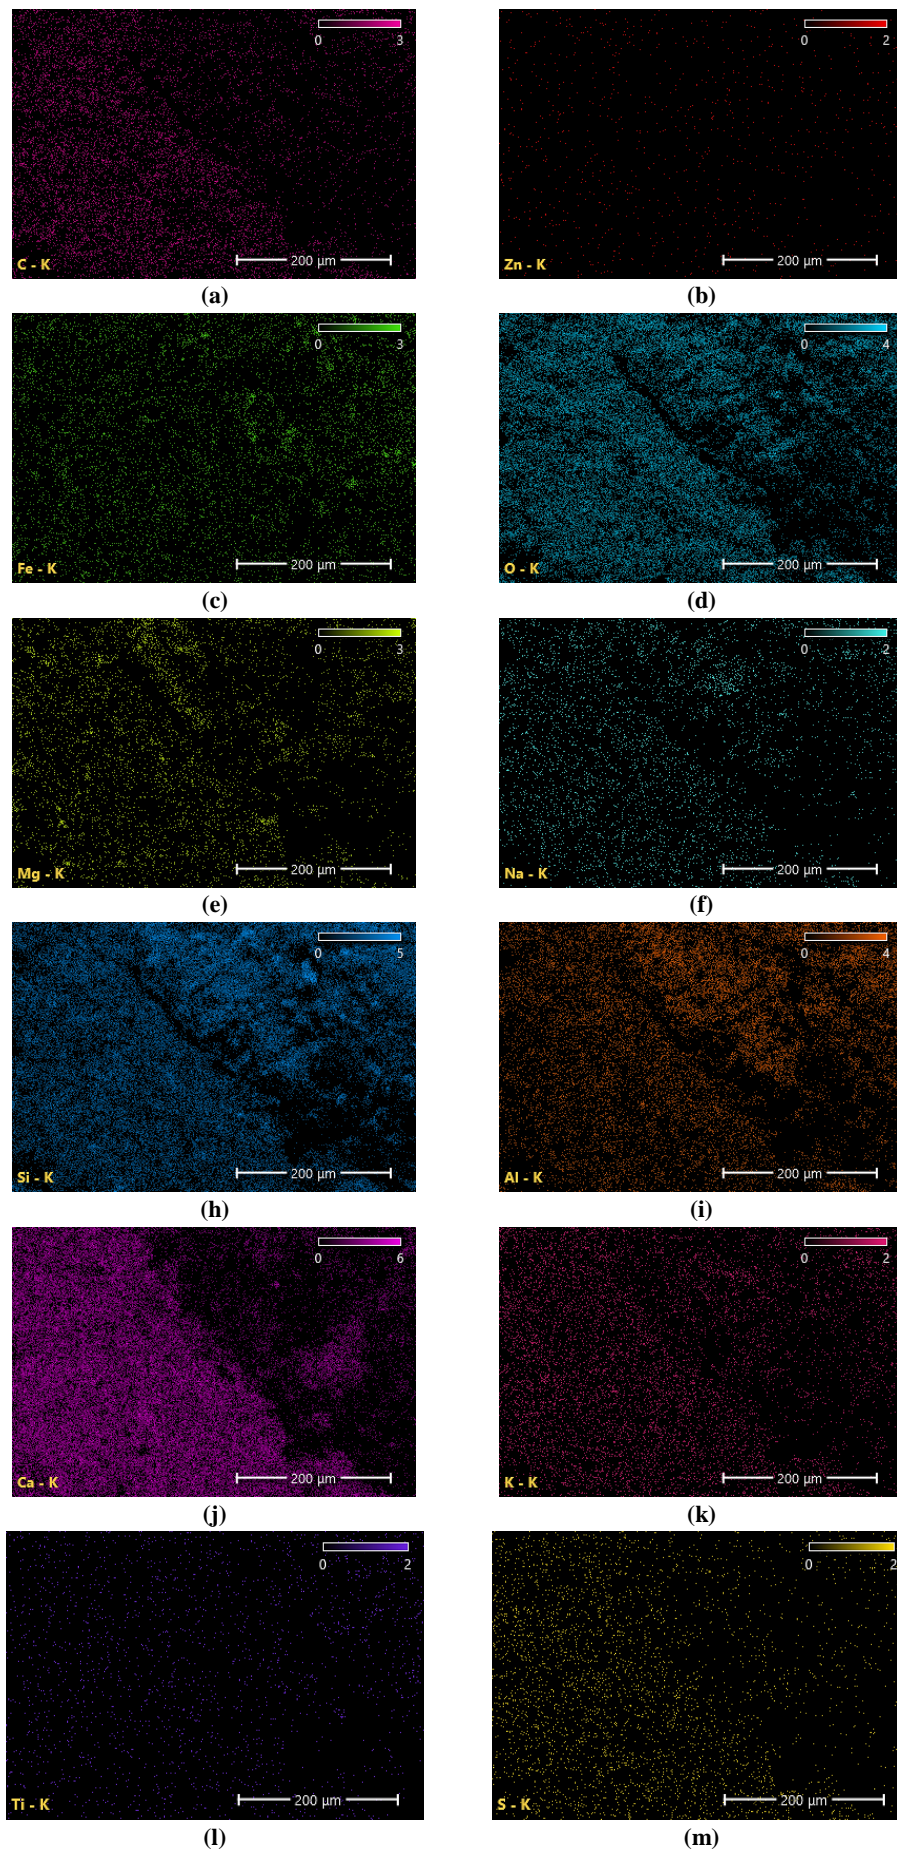 0 3
C - K 200 µm
(a)
0 2
Zn - K 200 µm
(b)
0 3
Fe - K 200 µm
(c)
0 4
O - K 200 µm
(d)
0 3
Mg - K 200 µm
(e)
0 2
Na - K 200 µm
(f)
0 5
Si - K 200 µm
(h)
0 4
Al - K 200 µm
(i)
0 6
Ca - K 200 µm
(j)
0 2
K - K 200 µm
(k)
0 2
Ti - K 200 µm
(l)
0 2
S - K 200 µm
(m)